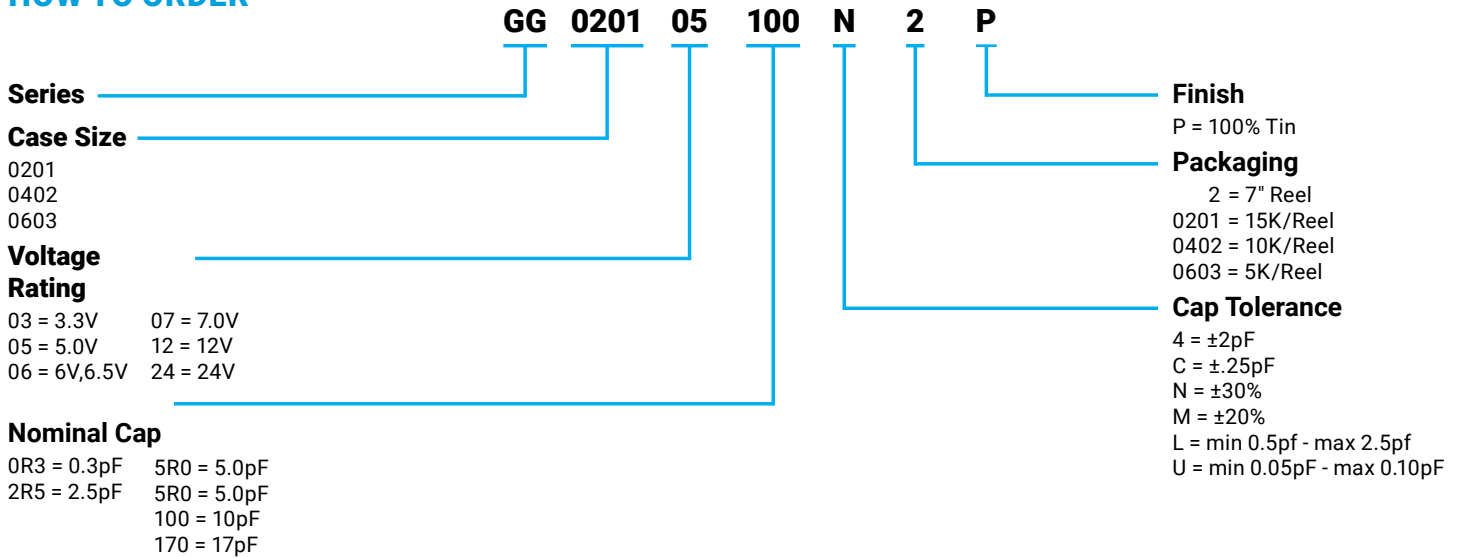 HOW TO ORDER
GG 0201 05 100 N 2 P
Series
Case Size
0201
0402
0603
Voltage
Rating
03 = 3.3V 07 = 7.0V
05 = 5.0V 12 = 12V
06 = 6V,6.5V 24 = 24V
Nominal Cap
0R3 = 0.3pF 5R0 = 5.0pF
2R5 = 2.5pF 5R0 = 5.0pF
100 = 10pF
170 = 17pF
Finish
P = 100% Tin
Packaging
2 = 7" Reel
0201 = 15K/Reel
0402 = 10K/Reel
0603 = 5K/Reel
Cap Tolerance
4 = ±2pF
C = ±.25pF
N = ±30%
M = ±20%
L = min 0.5pf - max 2.5pf
U = min 0.05pF - max 0.10pF